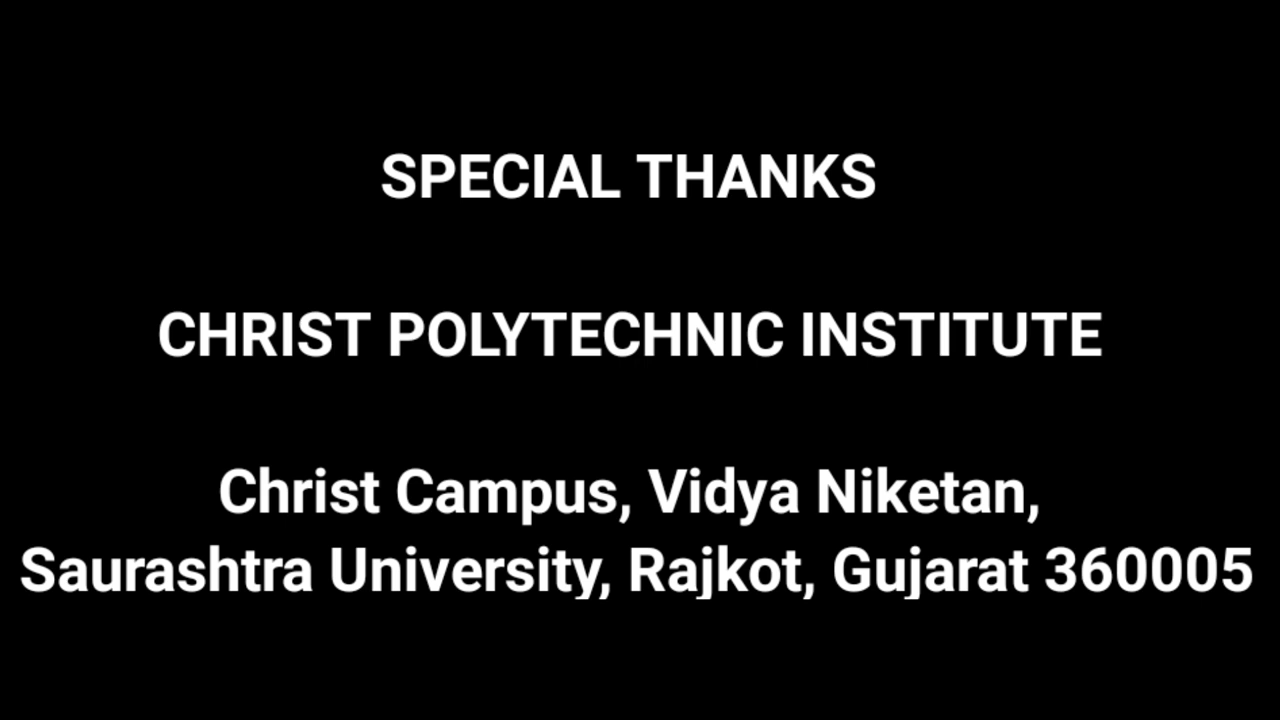 SPECIAL THANKS
CHRIST POLYTECHNIC INSTITUTE
Christ Campus, Vidya Niketan,
Saurashtra University, Rajkot, Gujarat 360005